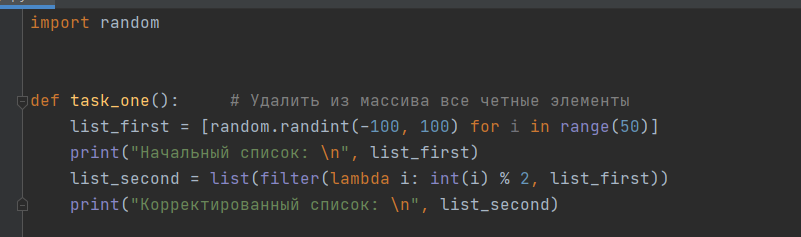 import random
def task_one():     # Удалить из массива все четные элементы
    list_first = [random.randint(-100, 100) for i in range(50)]
    print("Начальный список: \n", list_first)
    list_second = list(filter(lambda i: int(i) % 2, list_first))
    print("Корректированный список: \n", list_second)